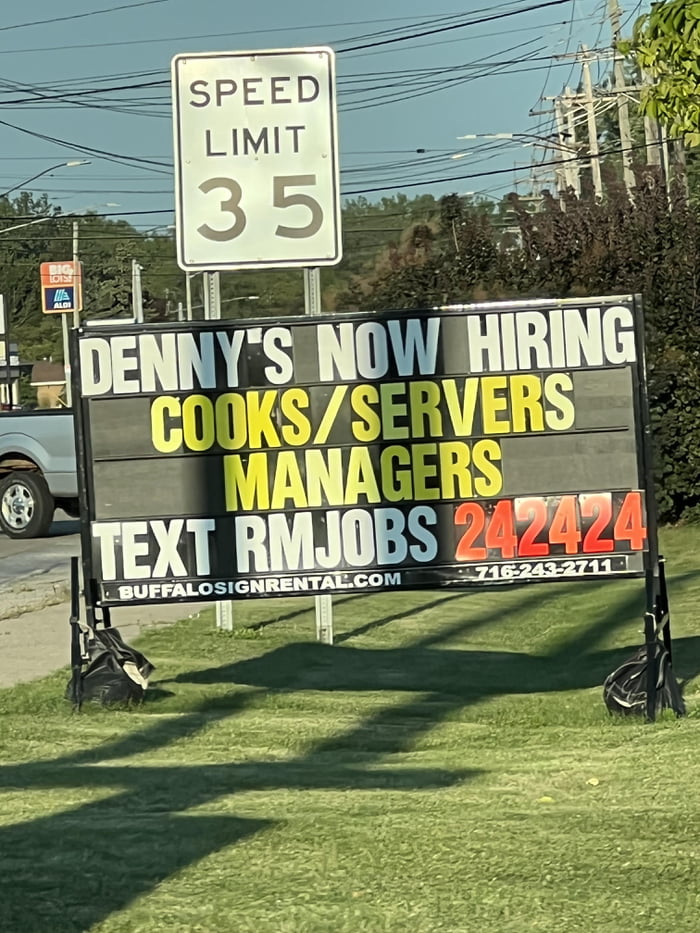 SPEED
LIMIT
35
BIG
LOTS
ALDI
DENNY'S NOW HIRING
COOKS/SERVERS
MANAGERS
TEXT RMJOBS 242424
BUFFALOSIGNRENTAL.COM 716-243-2711